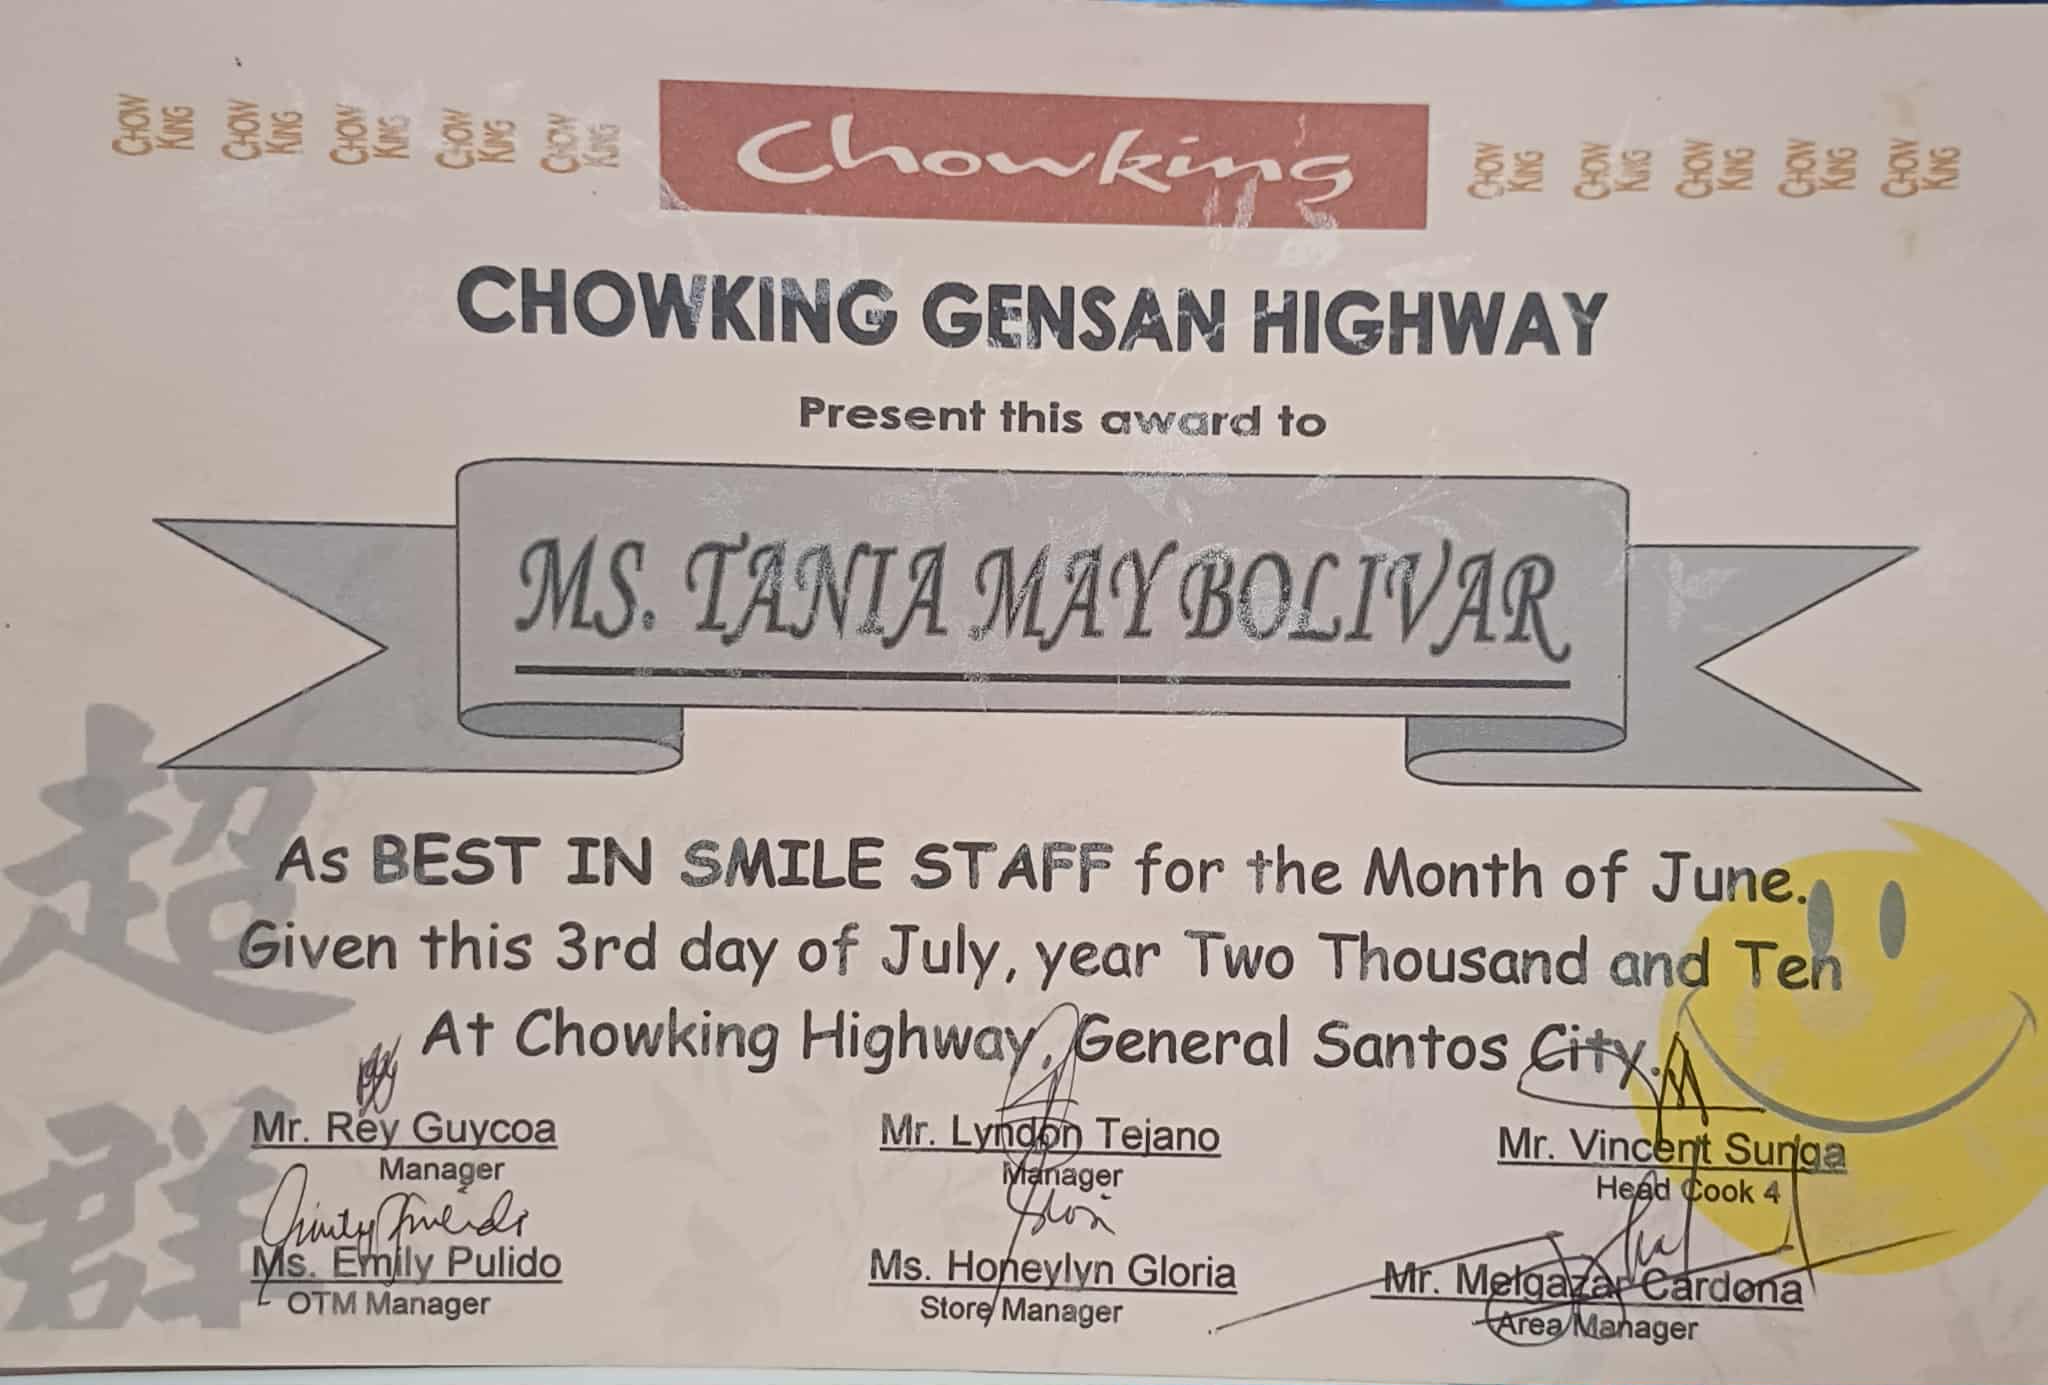 CHOW KING CHOW KING CHOW KING CHOW KING CHOW KING Chowking CHOW KING CHOW KING CHOW KING CHOW KING CHOW KING
CHOWKING GENSAN HIGHWAY
Present this award to
MS. TANIA MAY BOLIVAR
As BEST IN SMILE STAFF for the Month of June.
Given this 3rd day of July, year Two Thousand and Ten
At Chowking Highway, General Santos City.
超
群
Mr. Rey Guycoa
Manager
Mr. Lyndon Tejano
Manager
Mr. Vincent Sunga
Head Cook 4
Ms. Emily Pulido
OTM Manager
Ms. Honeylyn Gloria
Store Manager
Mr. Melgazar Cardona
Area Manager